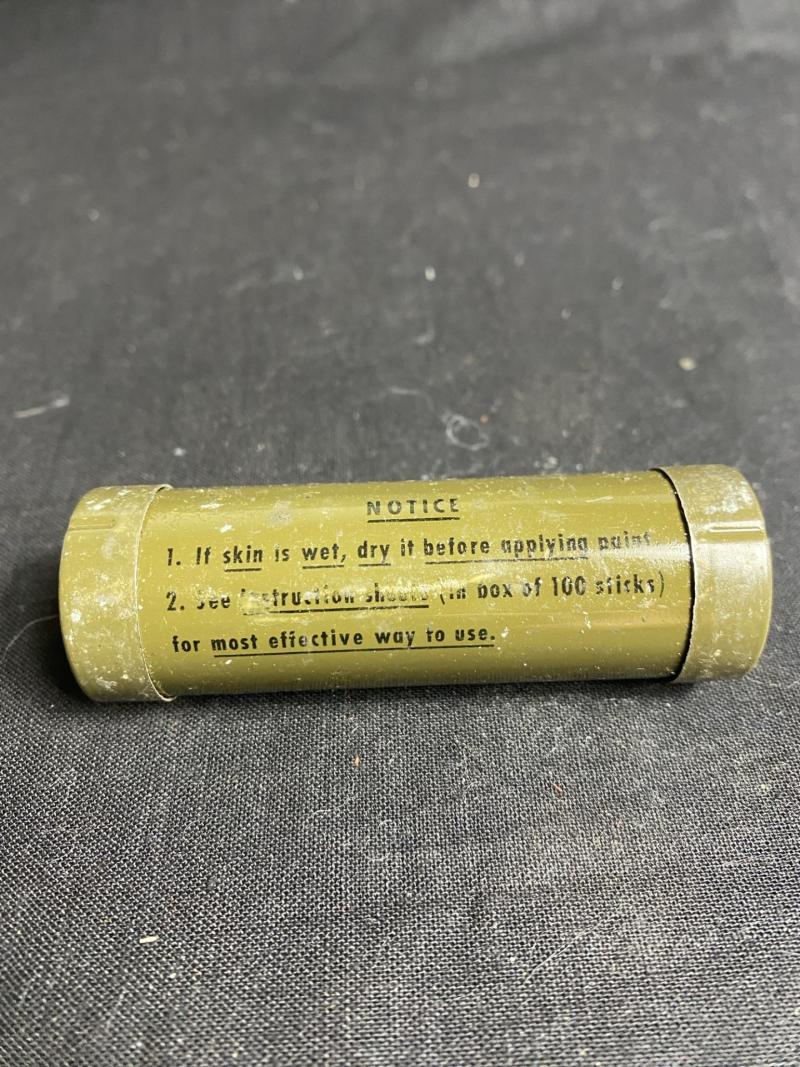 NOTICE
1. If skin is wet, dry it before applying paint.
2. See instruction sheets (in box of 100 sticks)
for most effective way to use.